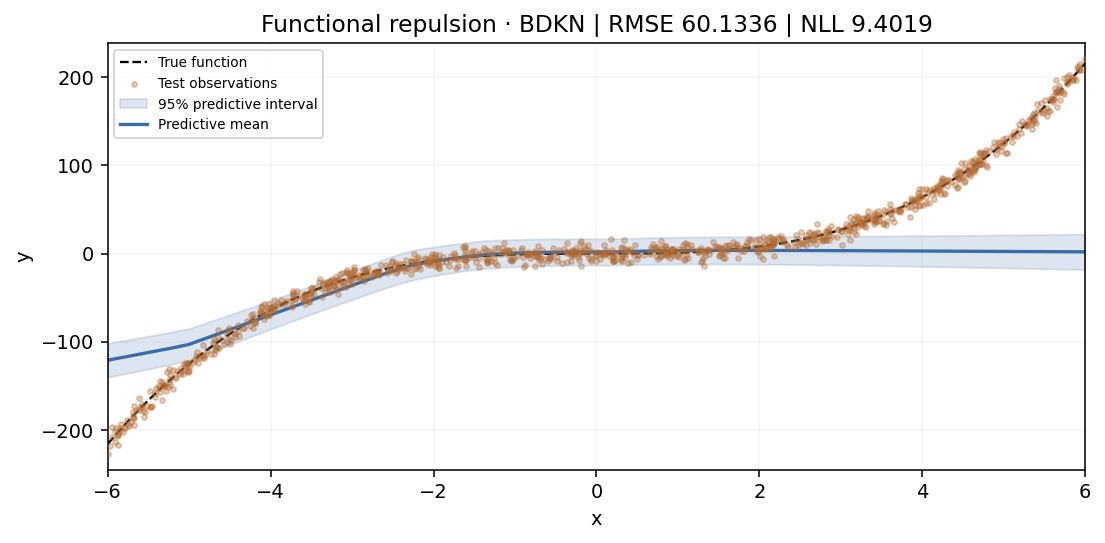 Functional repulsion · BDKN | RMSE 60.1336 | NLL 9.4019
True function
Test observations
95% predictive interval
Predictive mean
y
200
100
0
−100
−200
−6
−4
−2
0
2
4
6
x